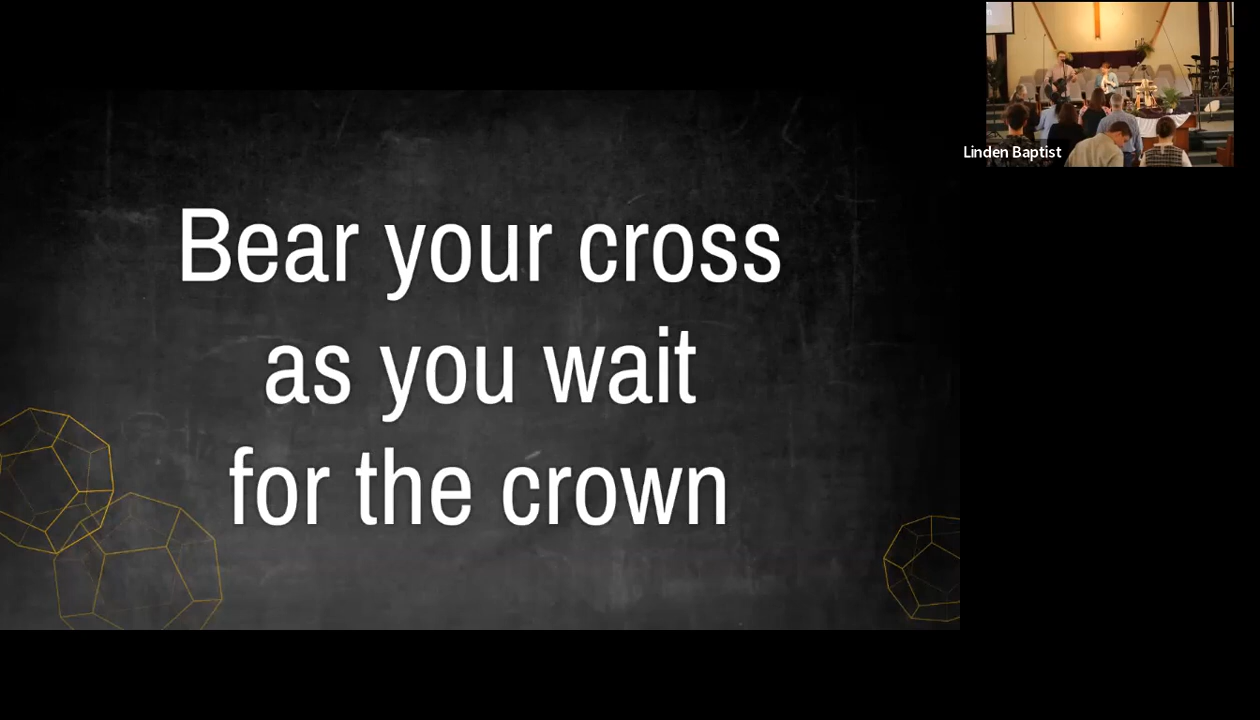 Bear your cross
as you wait
for the crown
Linden Baptist